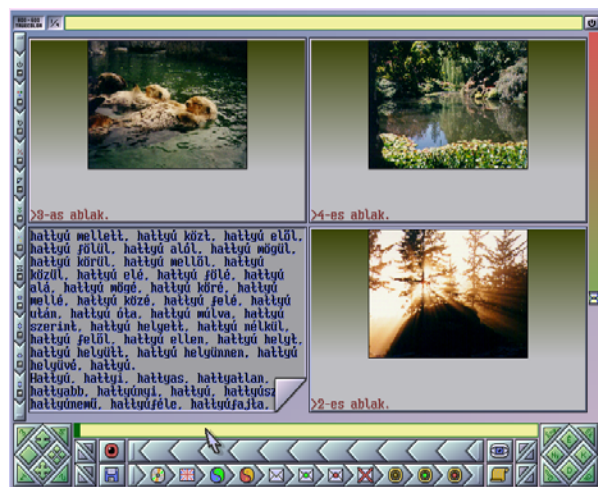 800×600
TRUECOLOR
>3-as ablak.
>4-es ablak.
hattyú mellett, hattyú közt, hattyú elől,
hattyú fölül, hattyú alól, hattyú mögül,
hattyú körül, hattyú mellől, hattyú
közül, hattyú elé, hattyú fölé, hattyú
alá, hattyú mögé, hattyú köré, hattyú
mellé, hattyú közé, hattyú felé, hattyú
után, hattyú óta, hattyú múlva, hattyú
szerint, hattyú helyett, hattyú nélkül,
hattyú felől, hattyú ellen, hattyú helyt,
hattyú helyütt, hattyú helyünnen, hattyú
helyüvé, hattyú.
Hattyú, hattyi, hattyas, hattyatlan,
hattyabb, hattyúnyi, hattyú, hattyúsz
hattyúnemű, hattyúféle, hattyúfajta.
>2-es ablak.
É
K
D